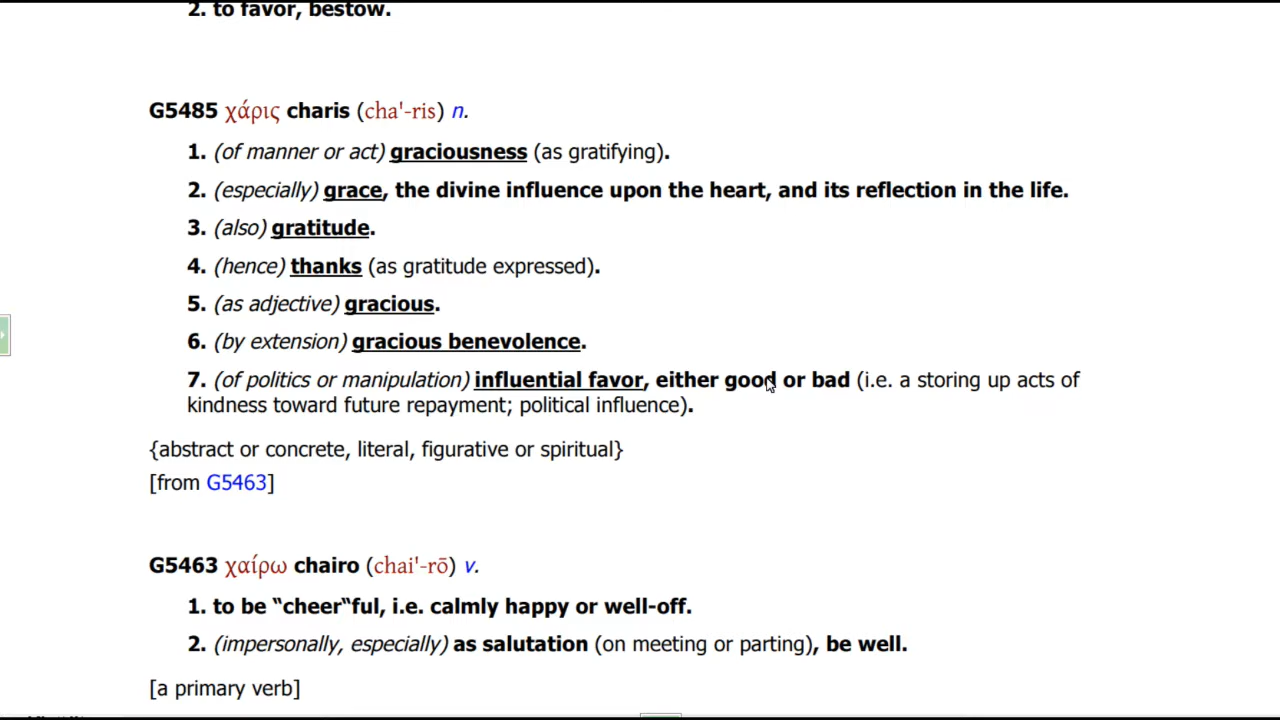 2. to favor, bestow.
G5485 χάρις charis (cha'-ris) n.
1. (of manner or act) graciousness (as gratifying).
2. (especially) grace, the divine influence upon the heart, and its reflection in the life.
3. (also) gratitude.
4. (hence) thanks (as gratitude expressed).
5. (as adjective) gracious.
6. (by extension) gracious benevolence.
7. (of politics or manipulation) influential favor, either good or bad (i.e. a storing up acts of
kindness toward future repayment; political influence).
{abstract or concrete, literal, figurative or spiritual}
[from G5463]
G5463 χαίρω chairo (chai'-rō) v.
1. to be ‟cheer‟ful, i.e. calmly happy or well-off.
2. (impersonally, especially) as salutation (on meeting or parting), be well.
[a primary verb]